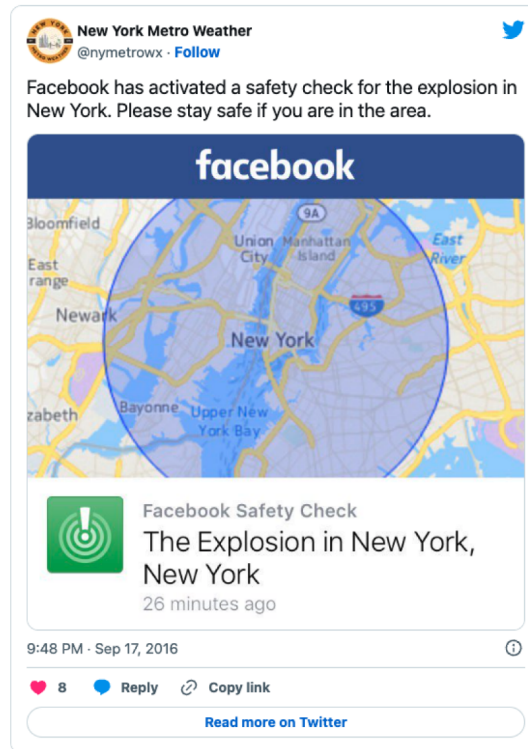 New York Metro Weather
@nymetrowx · Follow
Facebook has activated a safety check for the explosion in
New York. Please stay safe if you are in the area.
facebook
9A
Bloomfield
Union Manhattan
City Island
East
River
East
range
495
Newark
New York
Bayonne
Upper New
York Bay
zabeth
Facebook Safety Check
The Explosion in New York,
New York
26 minutes ago
9:48 PM · Sep 17, 2016
8 Reply Copy link
Read more on Twitter